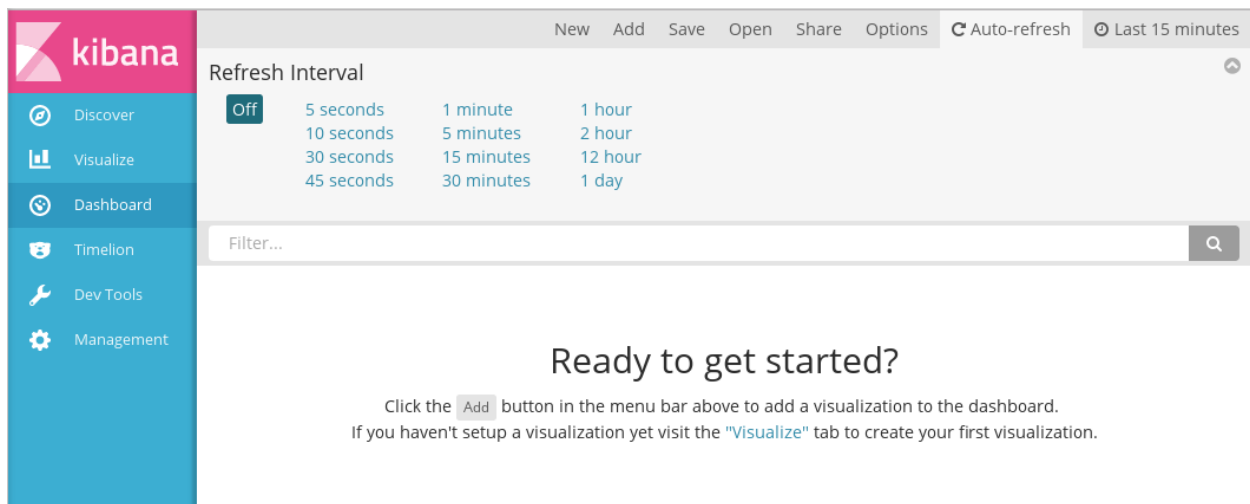 kibana
Discover
Visualize
Dashboard
Timelion
Dev Tools
Management
New Add Save Open Share Options Auto-refresh Last 15 minutes
Refresh Interval
Off 5 seconds 1 minute 1 hour
10 seconds 5 minutes 2 hour
30 seconds 15 minutes 12 hour
45 seconds 30 minutes 1 day
Filter...
Ready to get started?
Click the Add button in the menu bar above to add a visualization to the dashboard.
If you haven't setup a visualization yet visit the "Visualize" tab to create your first visualization.